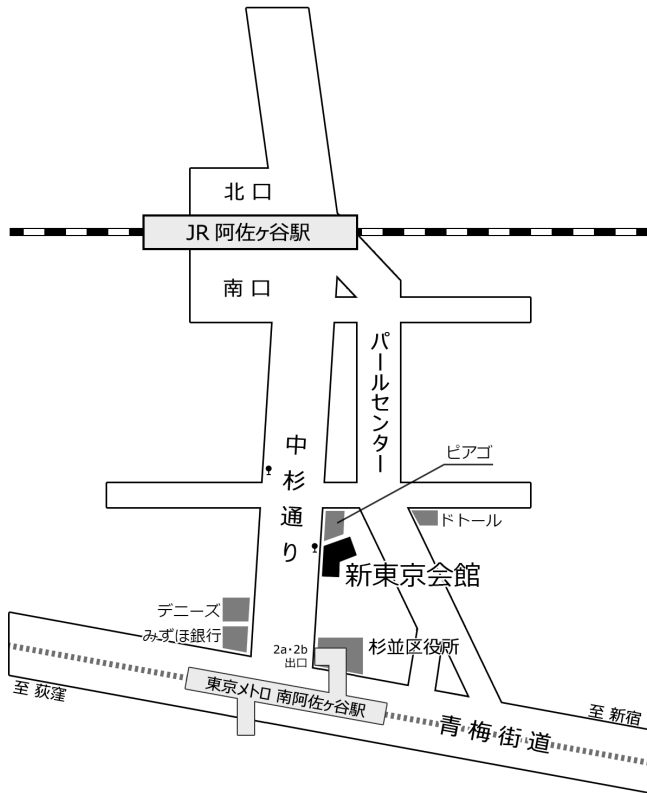 北口
JR 阿佐ヶ谷駅
南口
パールセンター
中杉通り
ピアゴ
ドトール
新東京会館
デニーズ
みずほ銀行
2a・2b
出口
杉並区役所
東京メトロ 南阿佐ヶ谷駅
至 荻窪
青梅街道
至 新宿